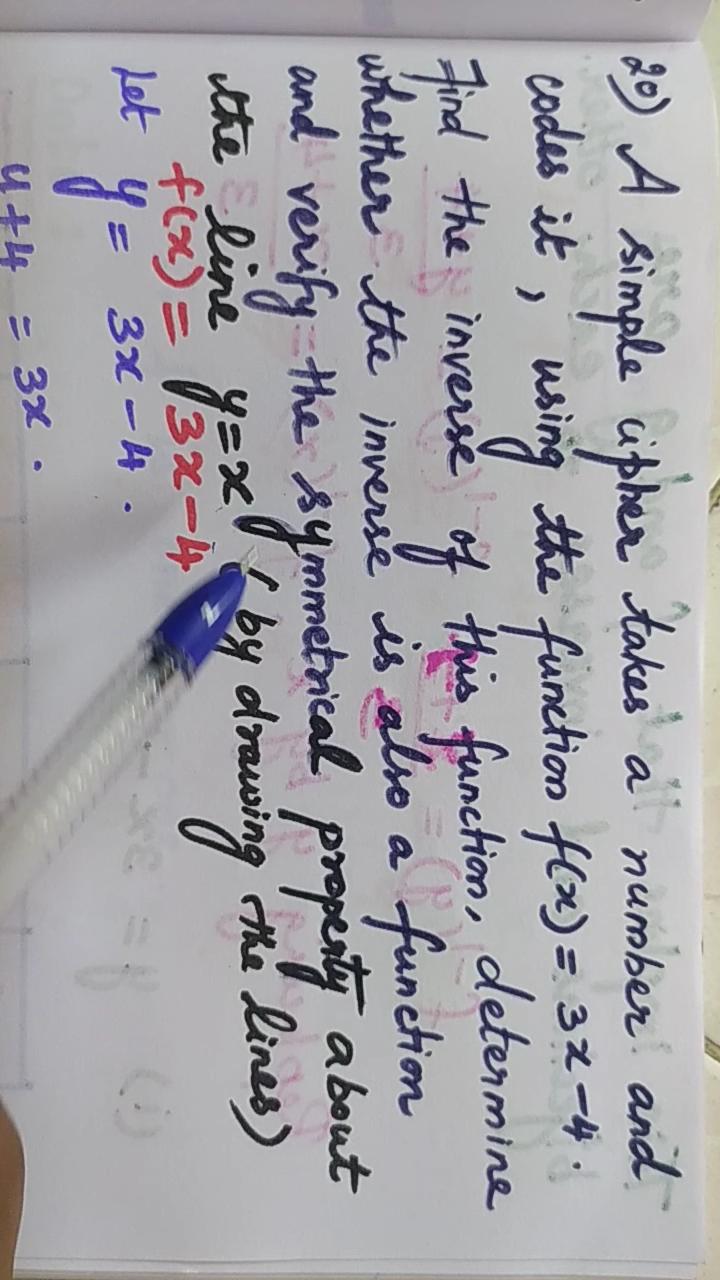 20) A simple cipher takes a number and
codes it, using the function f(x) = 3x-4.
Find the inverse of this function, determine
whether the inverse is also a function
and verify the symmetrical property about
the line y=x (by drawing the lines)
f(x) = 3x-4
Let y = 3x-4.
y+4 = 3x.